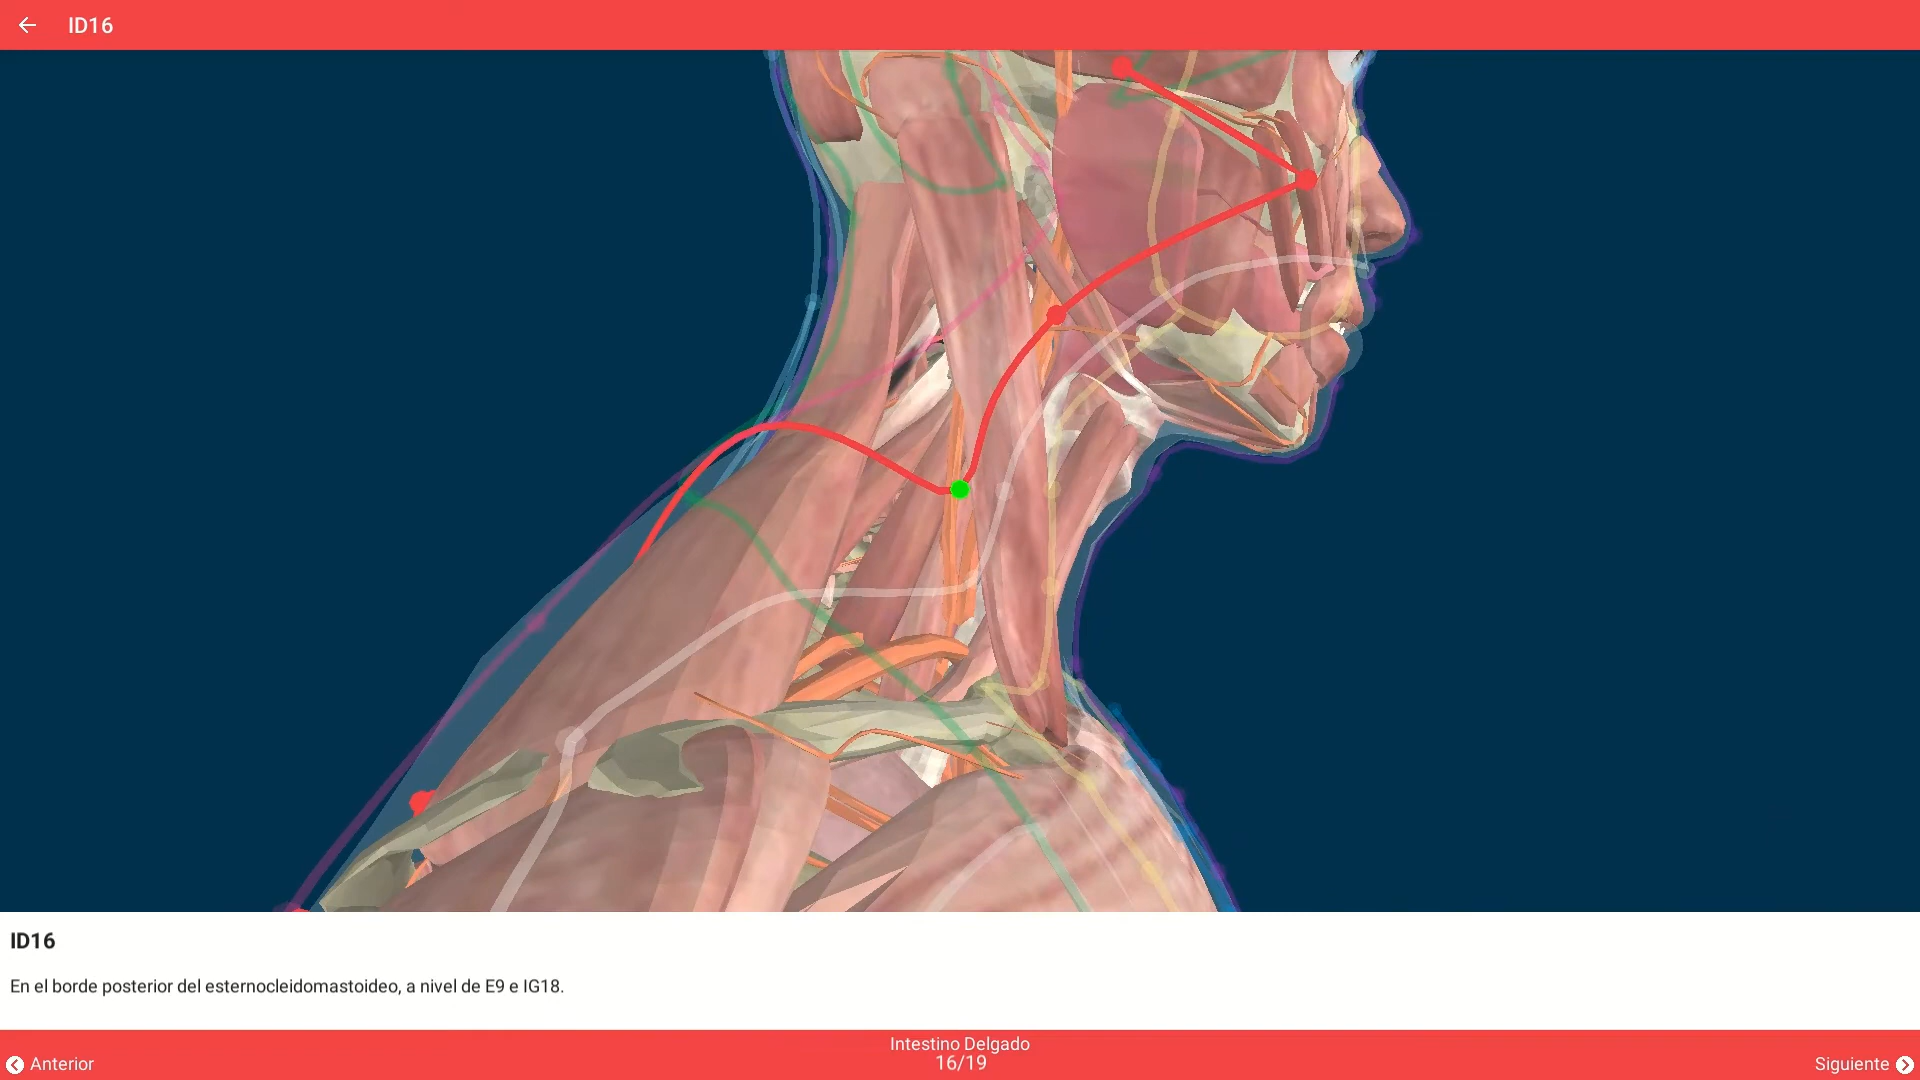 ID16
ID16
En el borde posterior del esternocleidomastoideo, a nivel de E9 e IG18.
Intestino Delgado
16/19
Anterior
Siguiente